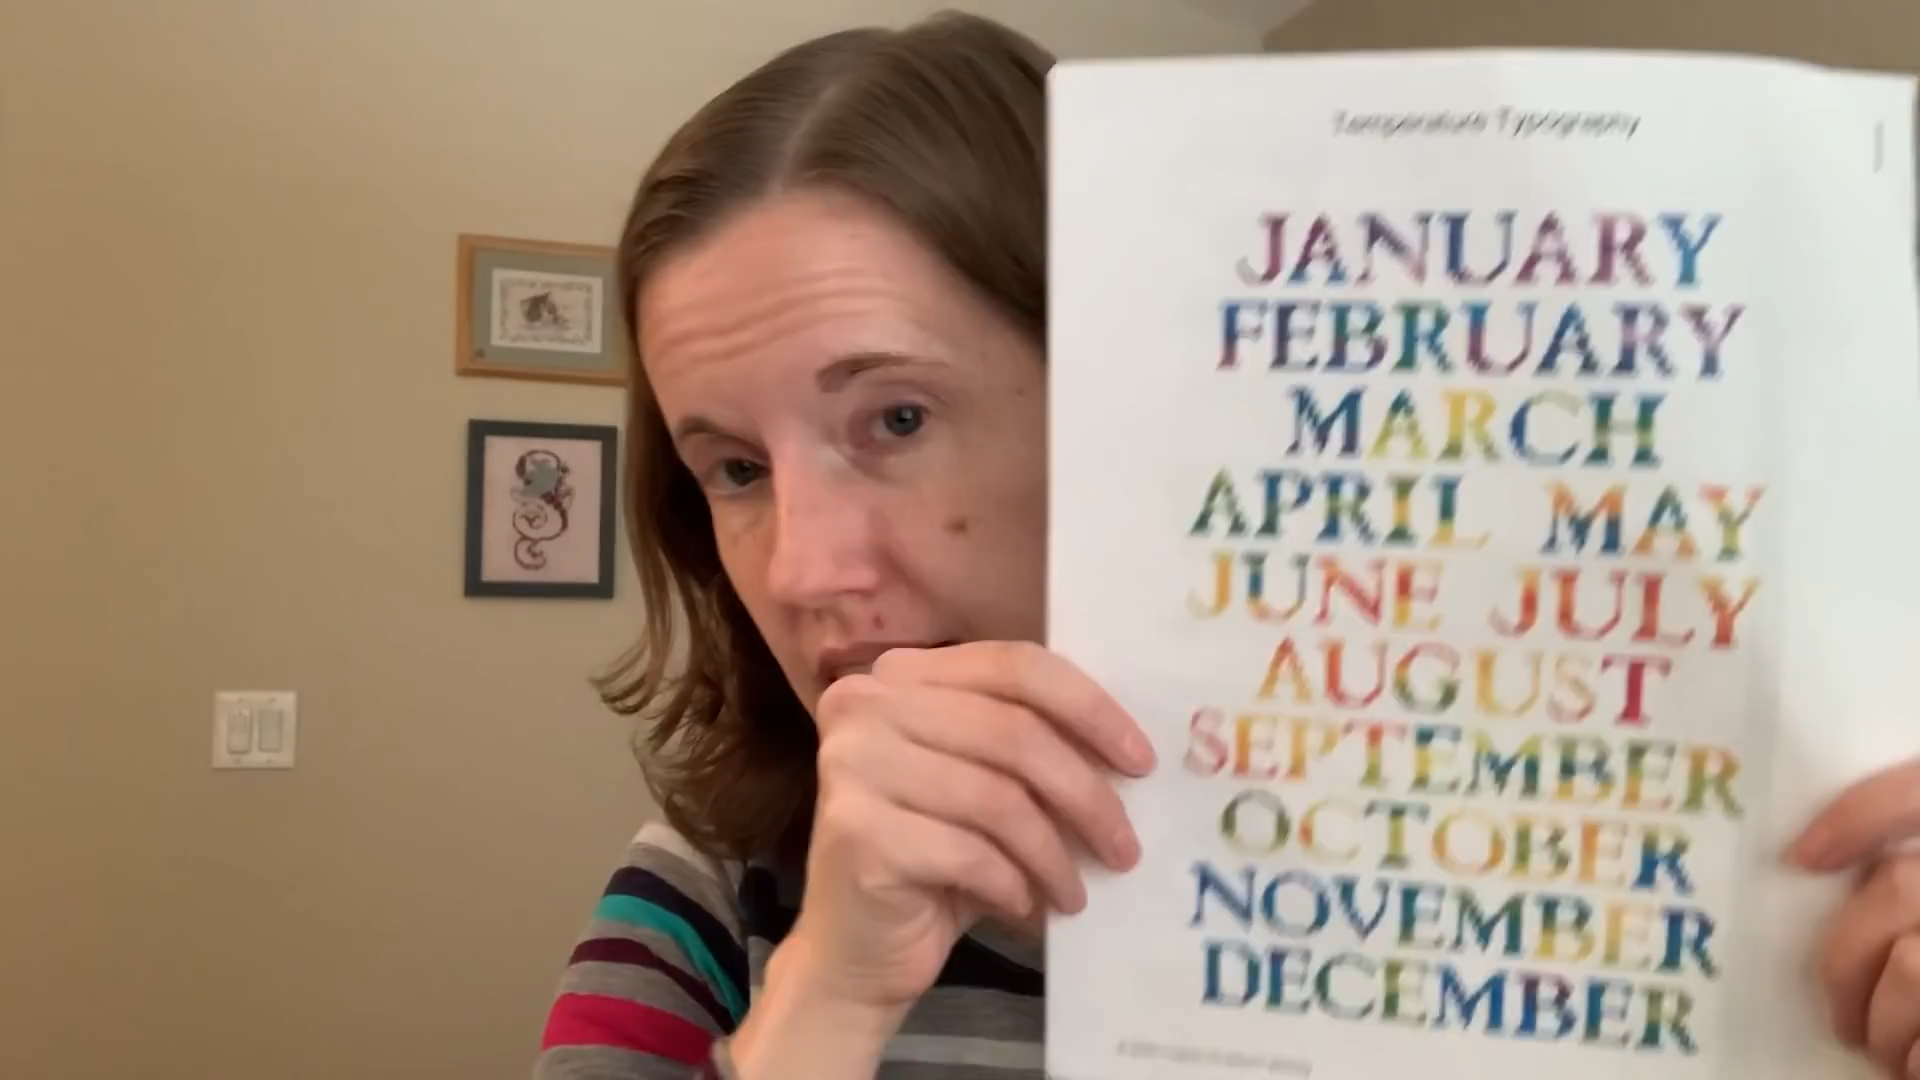 Temperature Typography
JANUARY
FEBRUARY
MARCH
APRIL MAY
JUNE JULY
AUGUST
SEPTEMBER
OCTOBER
NOVEMBER
DECEMBER